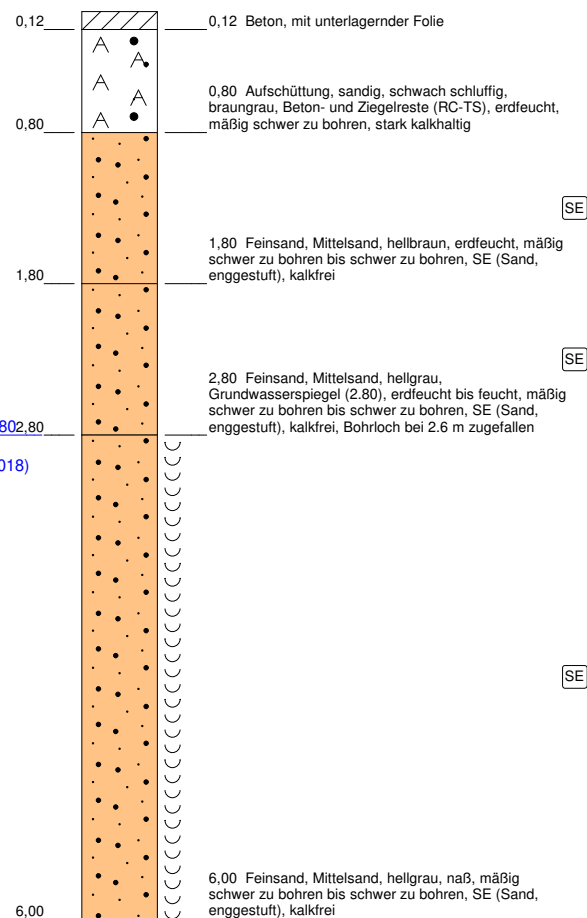 0,12
0,12 Beton, mit unterlagernder Folie
0,80 Aufschüttung, sandig, schwach schluffig,
braungrau, Beton- und Ziegelreste (RC-TS), erdfeucht,
mäßig schwer zu bohren, stark kalkhaltig
0,80
SE
1,80 Feinsand, Mittelsand, hellbraun, erdfeucht, mäßig
schwer zu bohren bis schwer zu bohren, SE (Sand,
enggestuft), kalkfrei
1,80
SE
2,80 Feinsand, Mittelsand, hellgrau,
Grundwasserspiegel (2.80), erdfeucht bis feucht, mäßig
schwer zu bohren bis schwer zu bohren, SE (Sand,
enggestuft), kalkfrei, Bohrloch bei 2.6 m zugefallen
80
2,80
018)
SE
6,00 Feinsand, Mittelsand, hellgrau, naß, mäßig
schwer zu bohren bis schwer zu bohren, SE (Sand,
enggestuft), kalkfrei
6,00